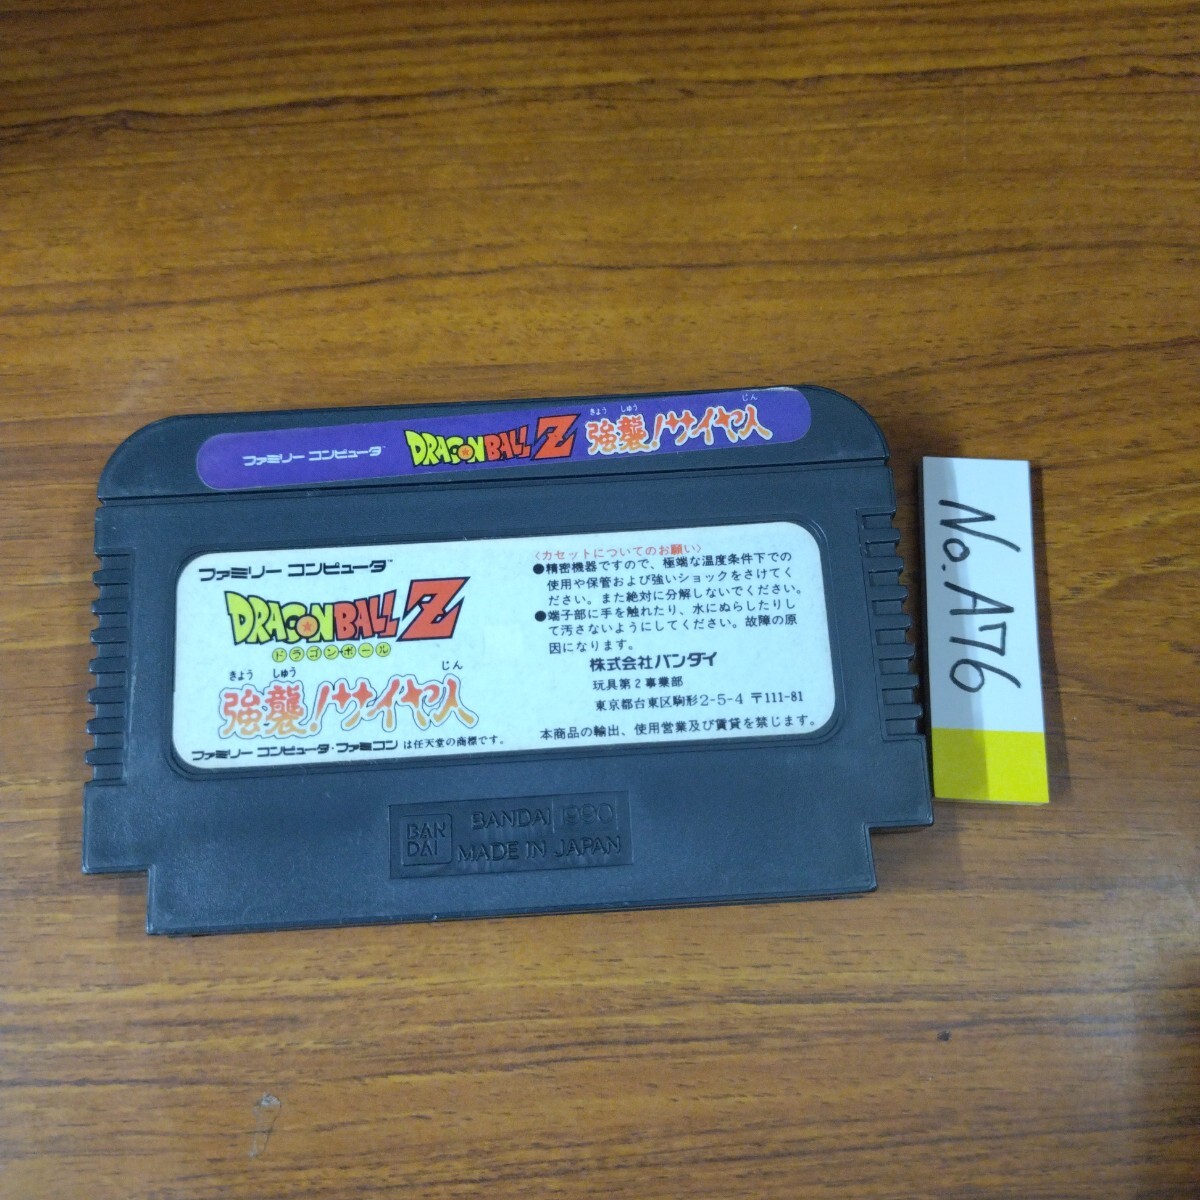 ファミリー コンピュータ™ DRAGON BALL Z 強襲!サイヤ人
きょう しゅう じん
ファミリー コンピュータ™
DRAGON BALL Z
ドラゴンボール
きょう しゅう じん
強襲!サイヤ人
ファミリー コンピュータ・ファミコン は任天堂の商標です。
〈カセットについてのお願い〉
●精密機器ですので、極端な温度条件下での
使用や保管および強いショックをさけてく
ださい。また絶対に分解しないでください。
●端子部に手を触れたり、水にぬらしたりし
て汚さないようにしてください。故障の原
因になります。
株式会社バンダイ
玩具第2事業部
東京都台東区駒形2-5-4 〒111-81
本商品の輸出、使用営業及び賃貸を禁じます。
BAN
DAI
BANDAI 1990
MADE IN JAPAN
No.A76